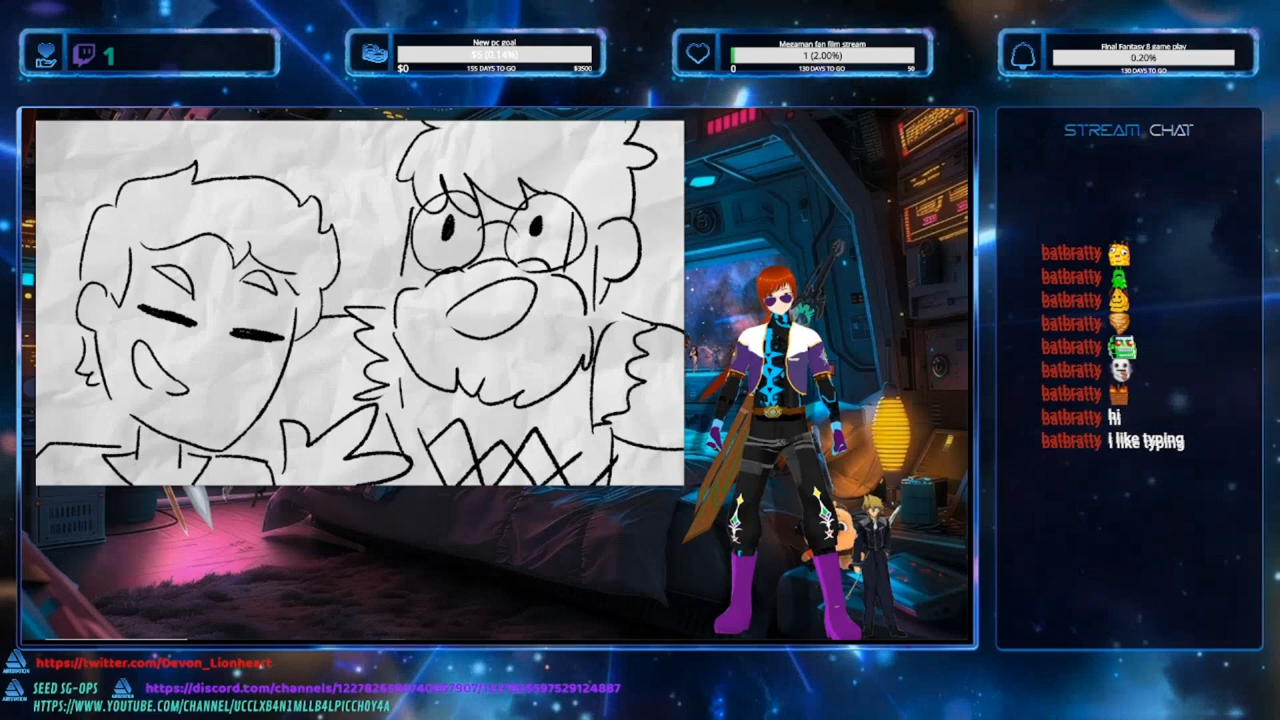 1
New pc goal
$5 (0.14%)
$0
155 DAYS TO GO
$3500
Megaman fan film stream
1 (2.00%)
0
130 DAYS TO GO
50
Final Fantasy 8 game play
0.20%
130 DAYS TO GO
STREAM CHAT
batbratty
batbratty
batbratty
batbratty
batbratty
batbratty
batbratty
batbratty hi
batbratty i like typing
https://twitter.com/Devon_Lionheart
SEED SG-OPS
HTTPS://WWW.YOUTUBE.COM/CHANNEL/UCCLXB4N1MLLB4LPICCHOY4A